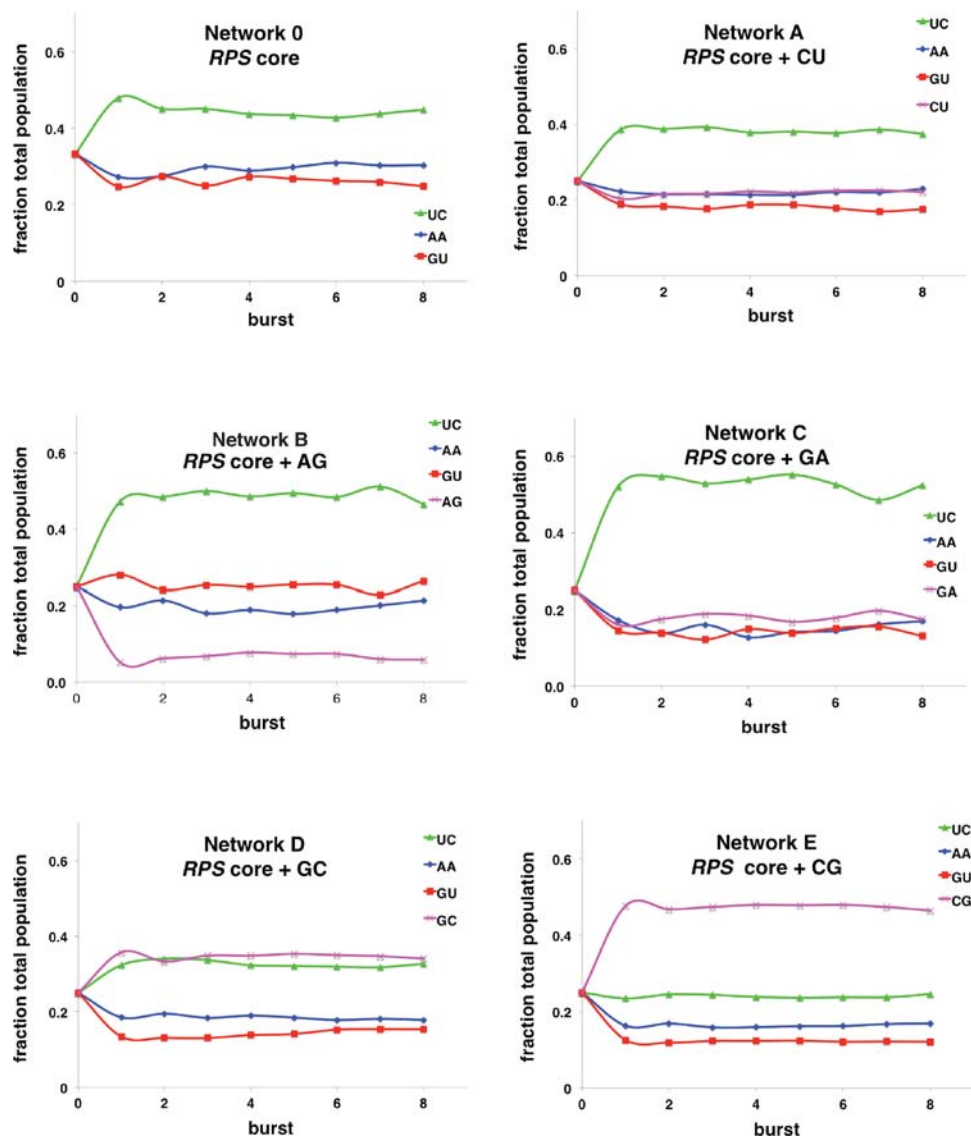 Network 0
RPS core
fraction total population
0.6
0.4
0.2
0
0 2 4 6 8
burst
UC
AA
GU
Network A
RPS core + CU
fraction total population
0.6
0.4
0.2
0
0 2 4 6 8
burst
UC
AA
GU
CU
Network B
RPS core + AG
fraction total population
0.6
0.4
0.2
0.0
0 2 4 6 8
burst
UC
AA
GU
AG
Network C
RPS core + GA
fraction total population
0.6
0.4
0.2
0.0
0 2 4 6 8
burst
UC
AA
GU
GA
Network D
RPS core + GC
fraction total population
0.6
0.4
0.2
0
0 2 4 6 8
burst
UC
AA
GU
GC
Network E
RPS core + CG
fraction total population
0.6
0.4
0.2
0
0 2 4 6 8
burst
UC
AA
GU
CG